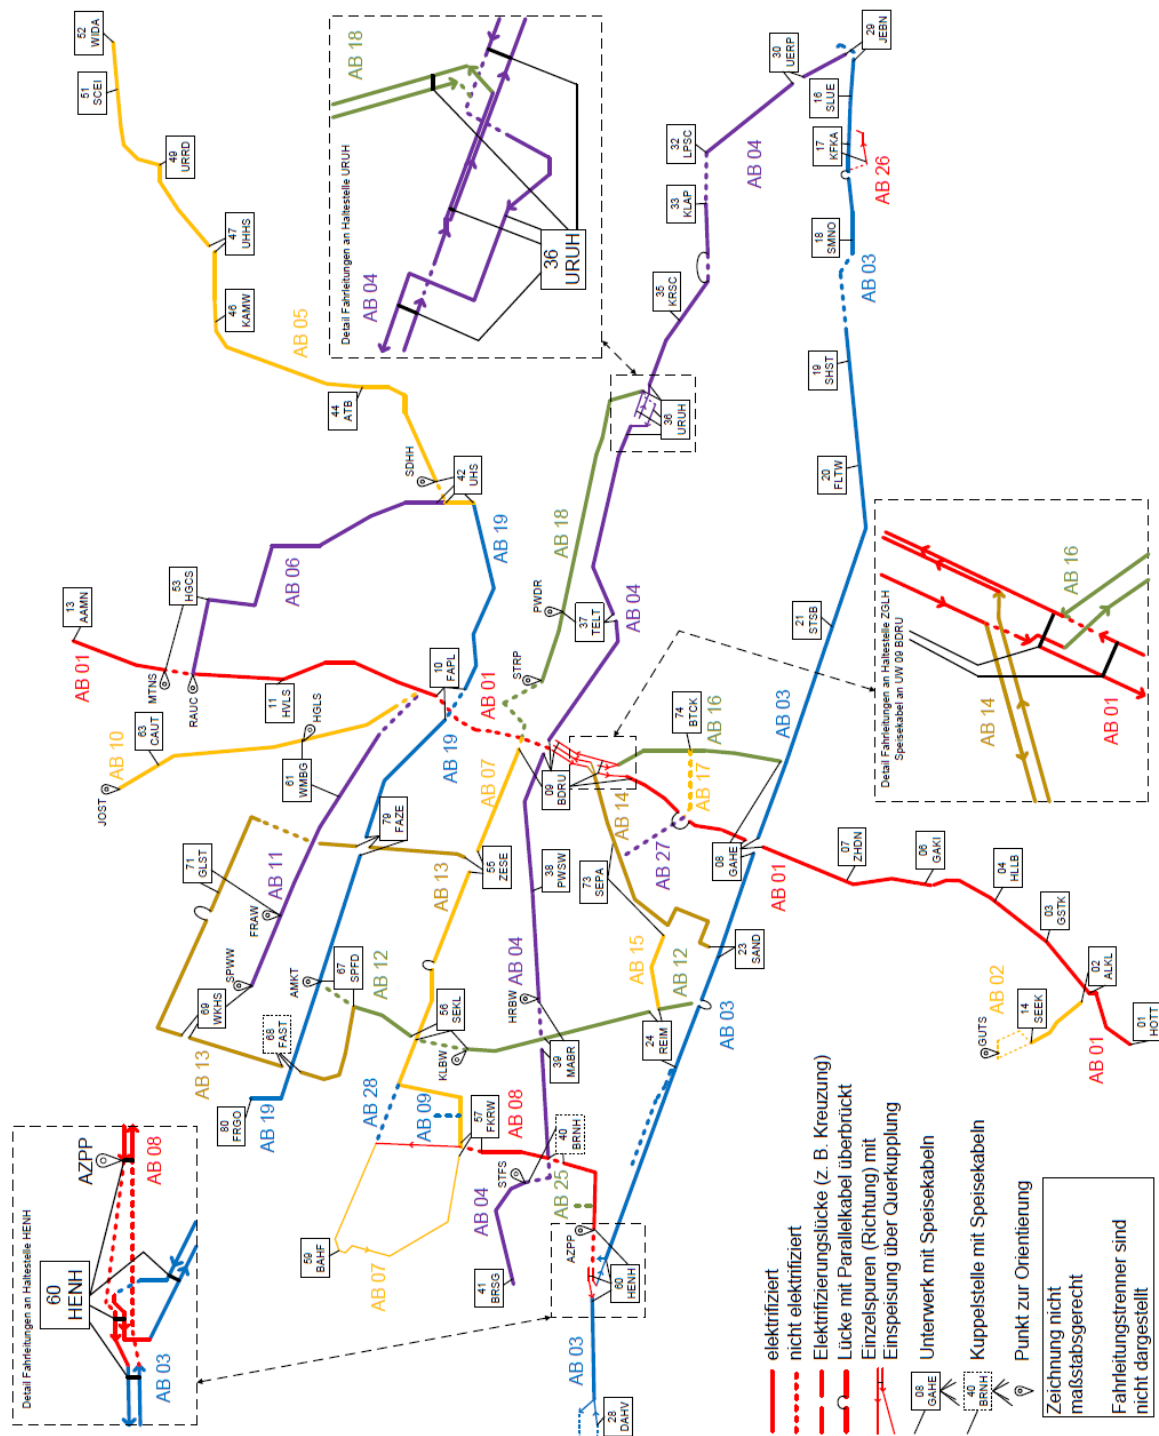 52
WIDA
51
SCEI
49
URRD
47
UHHS
46
KAMW
AB 05
44
ATB
SDHH
42
UHS
AB 19
AB 06
53
HGCS
13
AAMN
AB 01
MTNS
RAUC
11
HVLS
10
FAPL
AB 01
AB 10
63
CAUT
JOST
HGLS
61
WMBG
AB 19
AB 07
AB 11
71
GLST
FRAW
SPWW
79
FAZE
55
ZESE
AB 13
69
WKHS
AMKT
67
SPFD
AB 12
68
FAST
AB 13
56
SEKL
KLBW
80
FRGO
AB 19
AB 28
AB 09
57
FKRW
AB 08
59
BAHF
AB 07
Detail Fahrleitungen an Haltestelle URUH
AB 18
AB 04
36
URUH
29
JEBN
30
UERP
16
SLUE
17
KFKA
AB 26
18
SMNO
AB 03
32
LPSC
AB 04
33
KLAP
35
KRSC
36
URUH
19
SHST
20
FLTW
21
STSB
AB 03
AB 18
PWDR
37
TELT
AB 04
STRP
09
BDRU
74
BTCK
AB 16
AB 17
AB 14
AB 27
08
GAHE
38
PWSW
73
SEPA
AB 04
AB 15
23
SAND
AB 12
AB 03
HRBW
39
MABR
24
REIM
40
BRNH
STFS
AB 04
AB 25
41
BRSG
AZPP
60
HENH
AB 03
28
DAHV
AB 01
07
ZHDN
06
GAKI
04
HLLB
03
GSTK
02
ALKL
AB 02
GUTS
14
SEEK
AB 01
01
HOTT
Detail Fahrleitungen an Haltestelle ZGLH
Speisekabel an UW 09 BDRU
AB 14
AB 16
AB 01
Detail Fahrleitungen an Haltestelle HENH
60
HENH
AZPP
AB 08
AB 03
elektrifiziert
nicht elektrifiziert
Elektrifizierungslücke (z. B. Kreuzung)
Lücke mit Parallelkabel überbrückt
Einzelspuren (Richtung) mit
Einspeisung über Querkupplung
08
GAHE
Unterwerk mit Speisekabeln
40
BRNH
Kuppelstelle mit Speisekabeln
Punkt zur Orientierung
Zeichnung nicht
maßstabsgerecht
Fahrleitungstrenner sind
nicht dargestellt